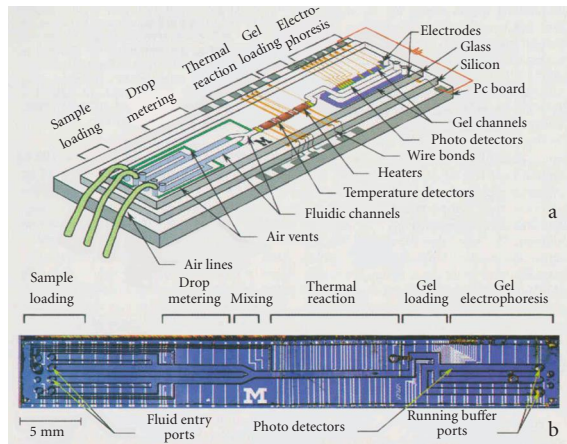 Sample
loading
Drop
metering
Thermal
reaction
Gel
loading
Electro-
phoresis
Electrodes
Glass
Silicon
Pc board
Gel channels
Photo detectors
Wire bonds
Heaters
Temperature detectors
Fluidic channels
Air vents
Air lines
a
Sample
loading
Drop
metering
Mixing
Thermal
reaction
Gel
loading
Gel
electrophoresis
M
5 mm
Fluid entry
ports
Photo detectors
Running buffer
ports
b